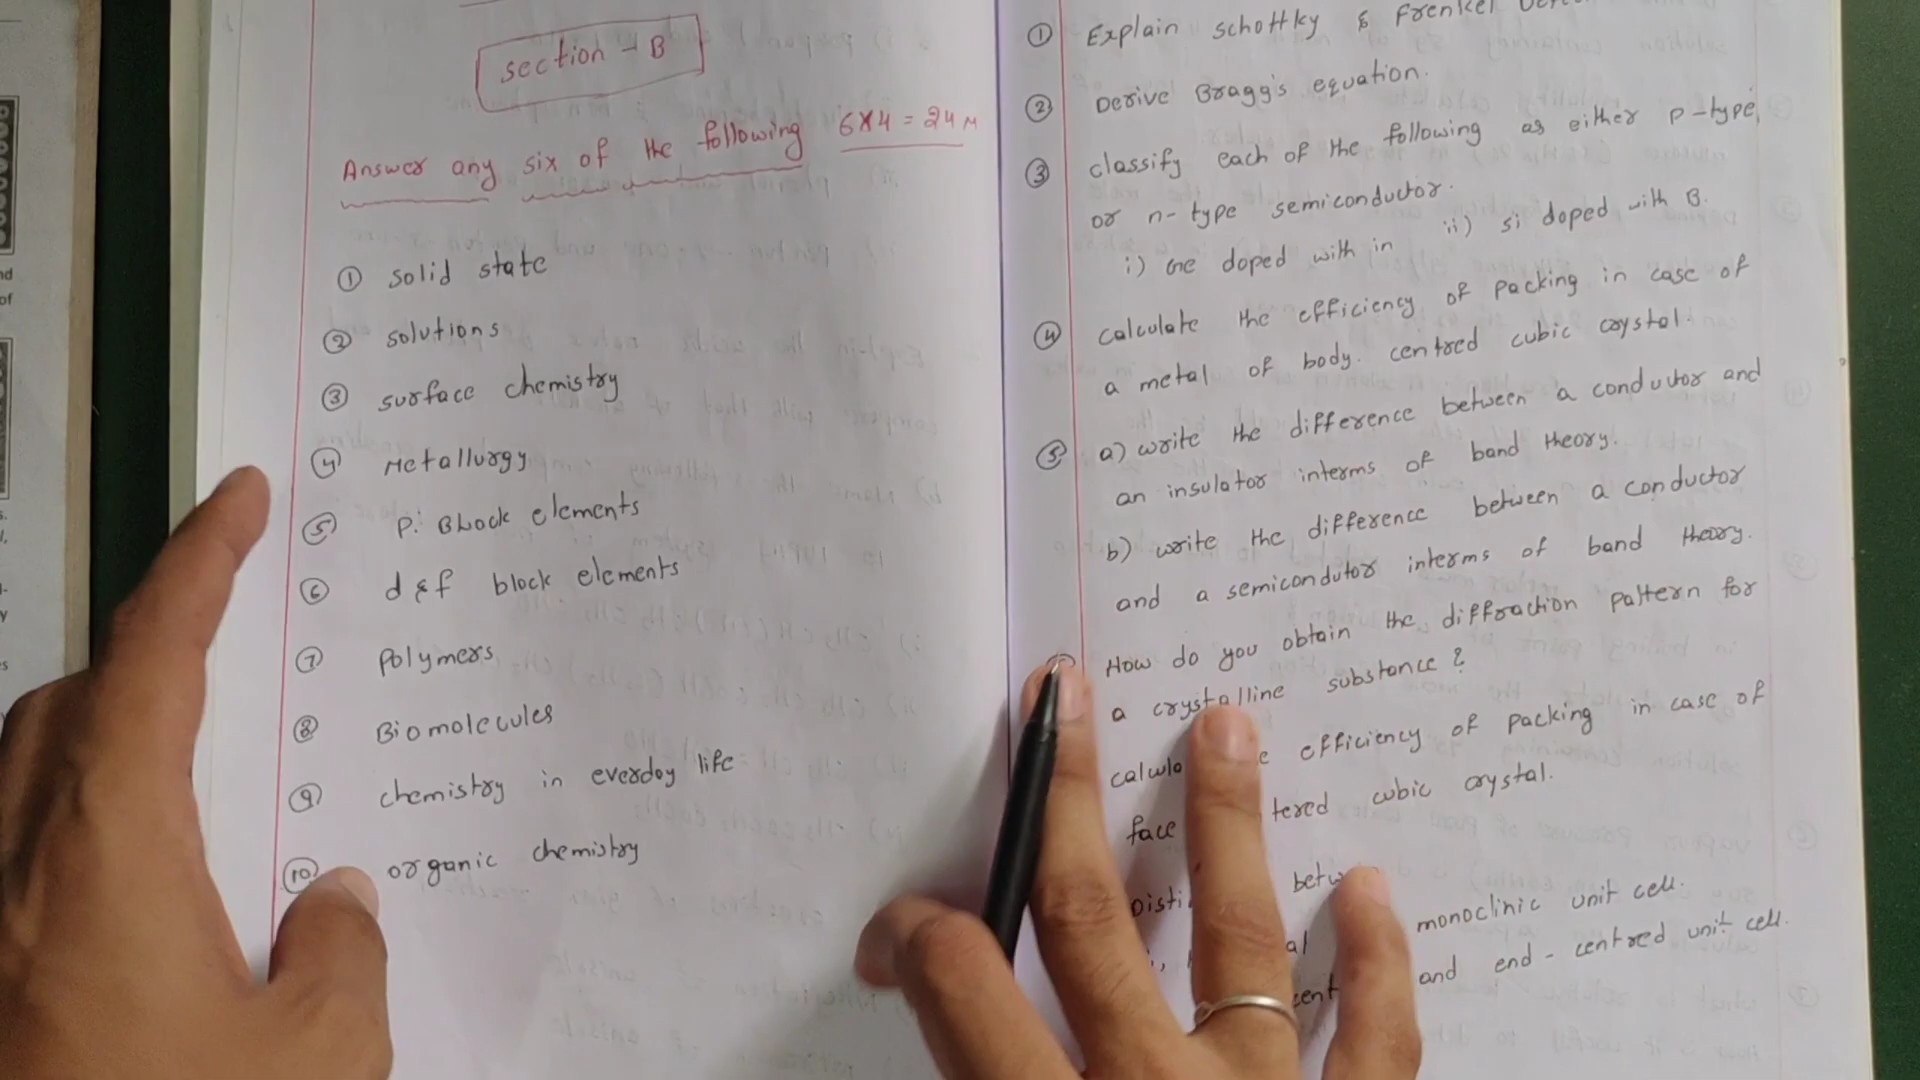 section - B
Answer any six of the following 6x4 = 24 M
① solid state
② solutions
③ surface chemistry
④ Metallurgy
⑤ P. Block elements
⑥ d & f block elements
⑦ polymers
⑧ Biomolecules
⑨ chemistry in everday life
⑩ organic chemistry
① Explain schottky & Frenkel
② Derive Bragg's equation.
③ classify each of the following as either p-type,
or n-type semiconductor.
i) Ge doped with in ii) si doped with B.
④ calculate the efficiency of packing in case of
a metal of body. centred cubic crystal.
⑤ a) write the difference between a condutor and
an insulator interms of band theory.
b) write the difference between a conductor
and a semicondutor interms of band theory.
How do you obtain the diffraction pattern for
a crystalline substance?
efficiency of packing in case of
face tered cubic crystal.
monoclinic unit cell.
and end-centred unit cell.
nd
of